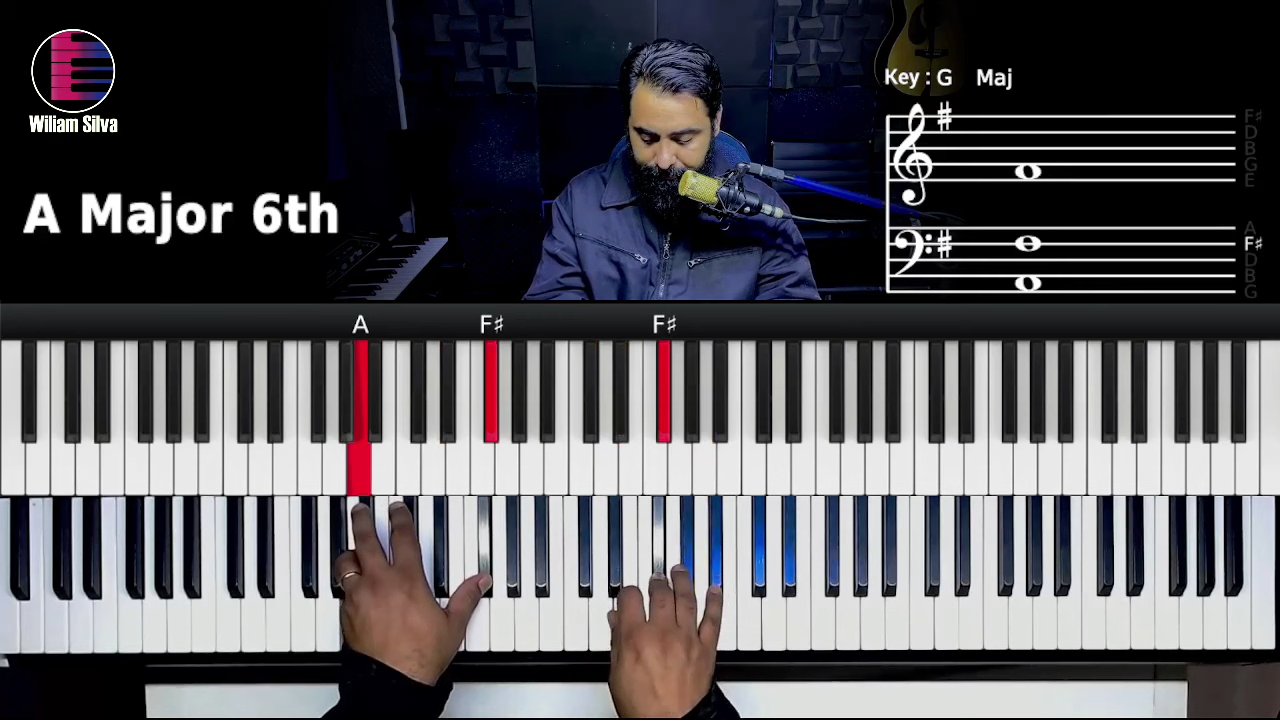 Wiliam Silva
A Major 6th
Key : G Maj
F♯
D
B
G
E
A
F♯
D
B
G
A F♯ F♯